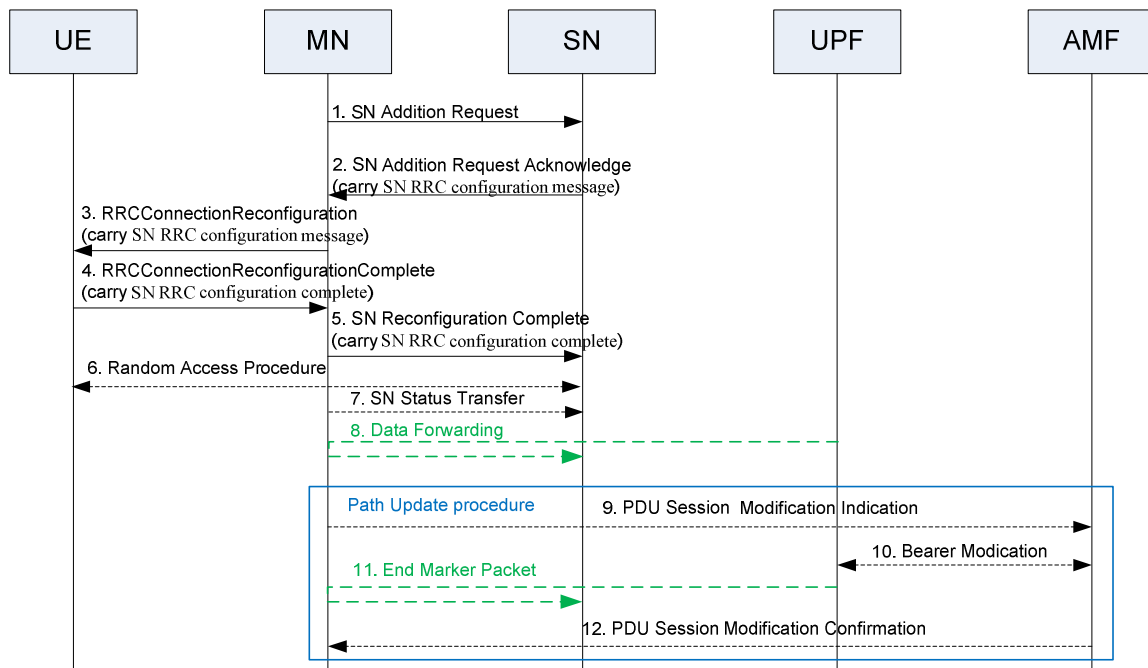 UE
MN
SN
UPF
AMF
1. SN Addition Request
2. SN Addition Request Acknowledge
(carry SN RRC configuration message)
3. RRCConnectionReconfiguration
(carry SN RRC configuration message)
4. RRCConnectionReconfigurationComplete
(carry SN RRC configuration complete)
5. SN Reconfiguration Complete
(carry SN RRC configuration complete)
6. Random Access Procedure
7. SN Status Transfer
8. Data Forwarding
Path Update procedure
9. PDU Session Modification Indication
10. Bearer Modication
11. End Marker Packet
12. PDU Session Modification Confirmation